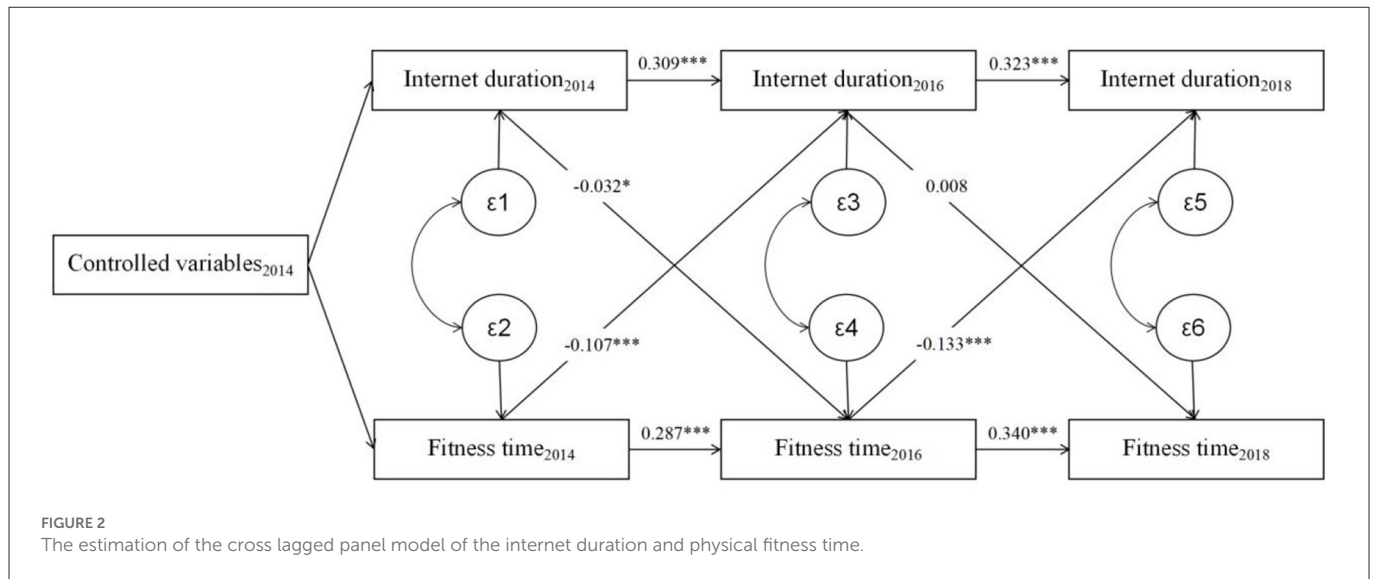 Internet duration2014
0.309***
Internet duration2016
0.323***
Internet duration2018
ε1
-0.032*
ε3
0.008
ε5
Controlled variables2014
ε2
-0.107***
ε4
-0.133***
ε6
Fitness time2014
0.287***
Fitness time2016
0.340***
Fitness time2018
FIGURE 2
The estimation of the cross lagged panel model of the internet duration and physical fitness time.